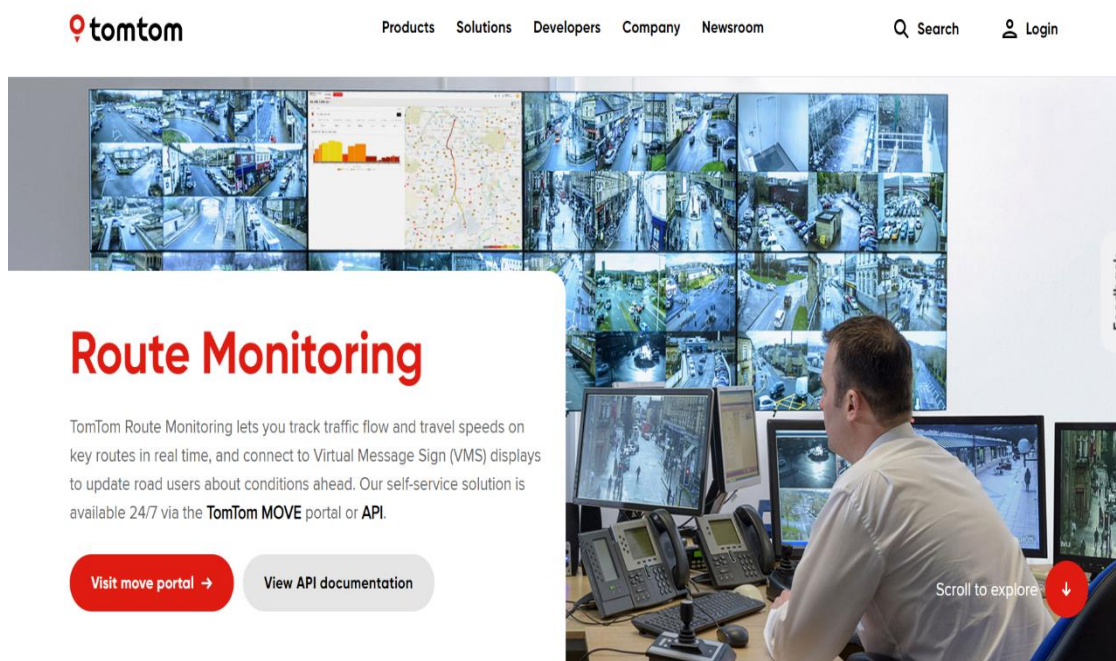 tomtom
Products Solutions Developers Company Newsroom
Search Login
Route Monitoring
TomTom Route Monitoring lets you track traffic flow and travel speeds on
key routes in real time, and connect to Virtual Message Sign (VMS) displays
to update road users about conditions ahead. Our self-service solution is
available 24/7 via the TomTom MOVE portal or API.
Visit move portal →
View API documentation
Scroll to explore